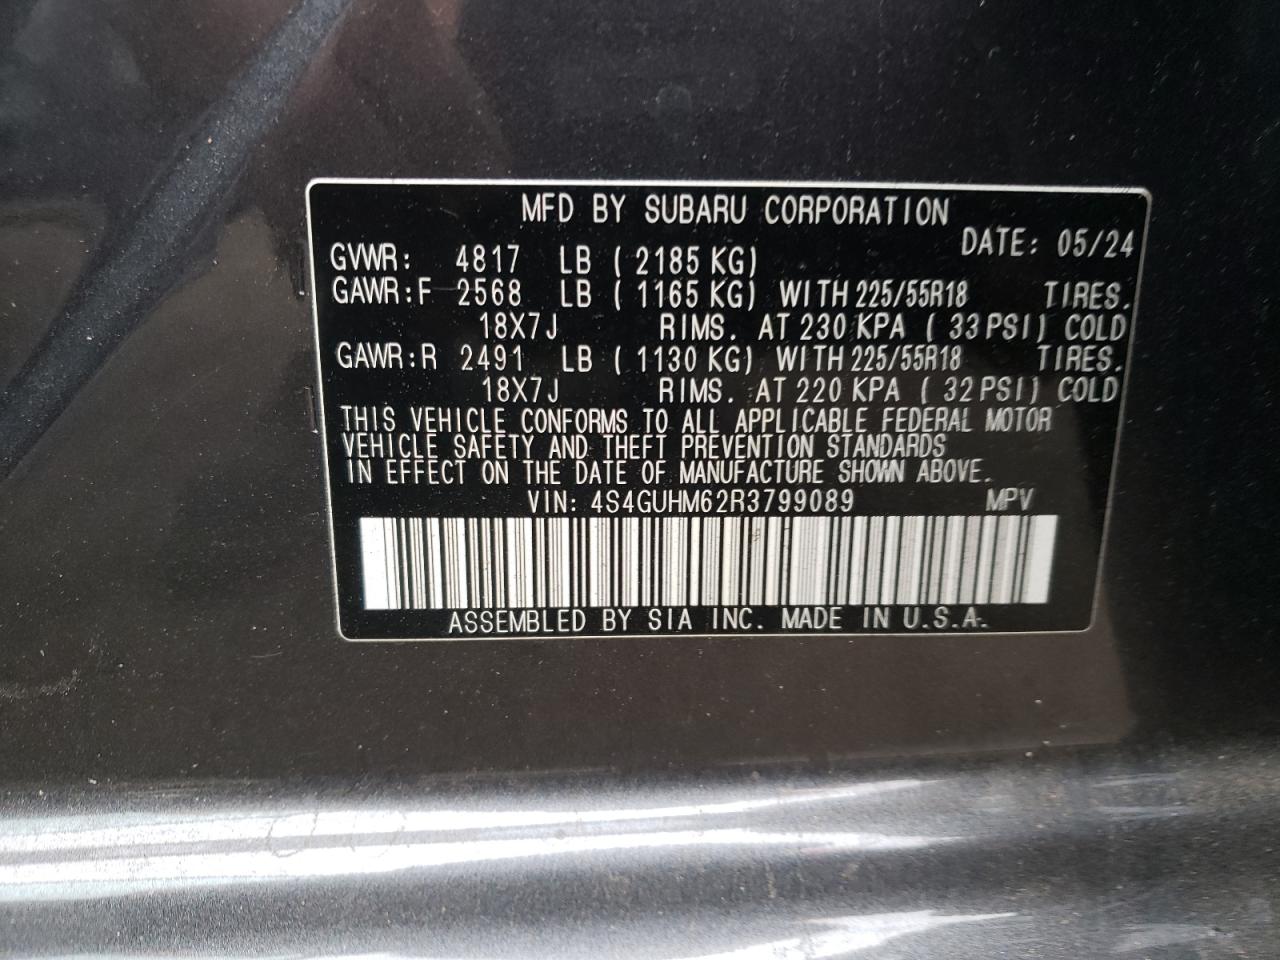 MFD BY SUBARU CORPORATION
DATE: 05/24
GVWR: 4817 LB ( 2185 KG)
GAWR:F 2568 LB ( 1165 KG) WITH 225/55R18 TIRES.
18X7J RIMS. AT 230 KPA ( 33 PSI) COLD
GAWR:R 2491 LB ( 1130 KG) WITH 225/55R18 TIRES.
18X7J RIMS. AT 220 KPA ( 32 PSI) COLD
THIS VEHICLE CONFORMS TO ALL APPLICABLE FEDERAL MOTOR
VEHICLE SAFETY AND THEFT PREVENTION STANDARDS
IN EFFECT ON THE DATE OF MANUFACTURE SHOWN ABOVE.
VIN: 4S4GUHM62R3799089 MPV
ASSEMBLED BY SIA INC. MADE IN U.S.A.